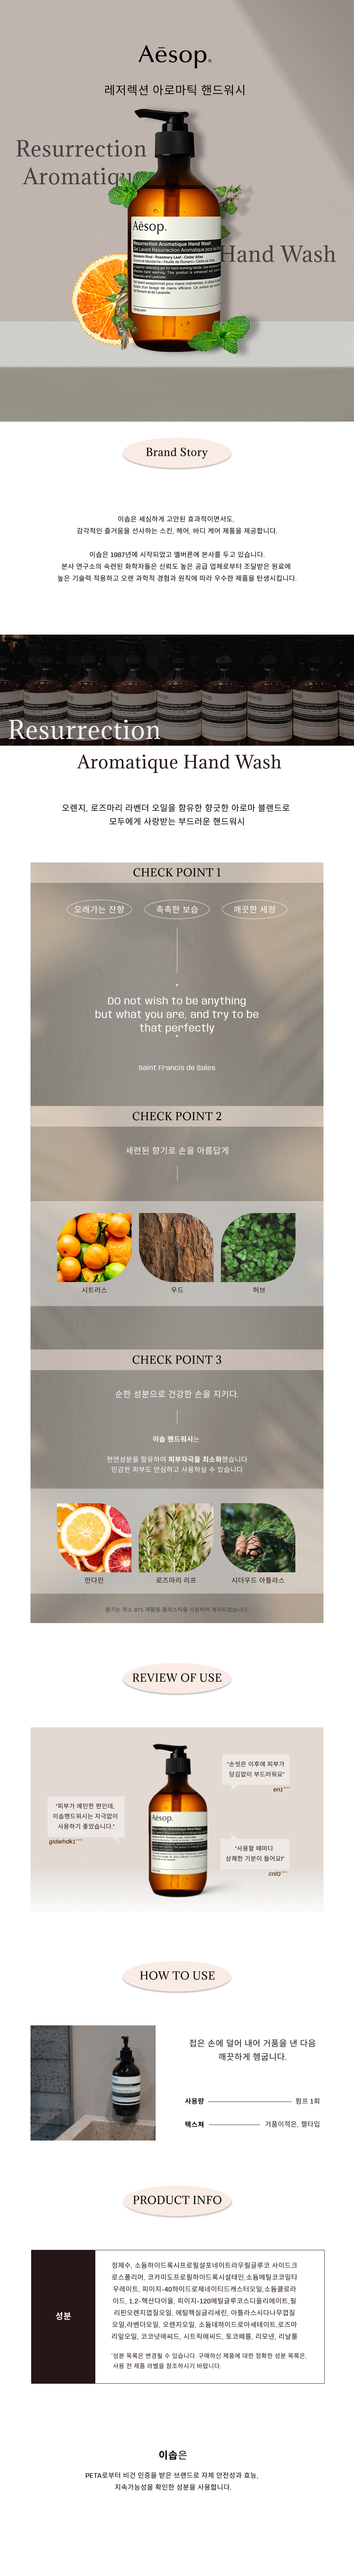 Aēsop.
레저렉션 아로마틱 핸드워시
Resurrection
Aromatique
Hand Wash
Aēsop.
Resurrection Aromatique Hand Wash
Gel Lavant Résurrection Aromatique pour les
Mandarin Rind · Rosemary Leaf · Cedar Atlas
Brand Story
이솝은 세심하게 고안된 효과적이면서도,
감각적인 즐거움을 선사하는 스킨, 헤어, 바디 케어 제품을 제공합니다.
이솝은 1987년에 시작되었고 멜버른에 본사를 두고 있습니다.
본사 연구소의 숙련된 화학자들은 신뢰도 높은 공급 업체로부터 조달받은 원료에
높은 기술력 적용하고 오랜 과학적 경험과 원칙에 따라 우수한 제품을 탄생시킵니다.
Resurrection
Aromatique Hand Wash
오렌지, 로즈마리 라벤더 오일을 함유한 향긋한 아로마 블렌드로
모두에게 사랑받는 부드러운 핸드워시
CHECK POINT 1
오래가는 잔향
촉촉한 보습
깨끗한 세정
"
DO not wish to be anything
but what you are, and try to be
that perfectly
"
Saint Francis de Sales
CHECK POINT 2
세련된 향기로 손을 아름답게
시트러스
우드
허브
CHECK POINT 3
순한 성분으로 건강한 손을 지키다.
이솝 핸드워시는
천연성분을 함유하여 피부자극을 최소화했습니다
민감한 피부도 안심하고 사용하실 수 있습니다
만다린
로즈마리 리프
시더우드 아틀라스
용기는 최소 97% 재활용 플라스틱을 사용하여 제작되었습니다.
REVIEW OF USE
"손씻은 이후에 피부가
당김없이 부드러워요"
en1****
"피부가 예민한 편인데,
이솝핸드워시는 자극없이
사용하기 좋았습니다."
gidwhdk1****
Aēsop.
"사용할 때마다
상쾌한 기분이 들어요!"
cnlQ****
HOW TO USE
접은 손에 덜어 내어 거품을 낸 다음
깨끗하게 헹굽니다.
사용량 펌프 1회
텍스쳐 거품이적은, 젤타입
PRODUCT INFO
성분
정제수, 소듐하이드록시프로필설포네이트라우릴글루코 사이드크
로스폴리머, 코카미도프로필하이드록시설테인,소듐메틸코코일타
우레이트, 피이지-40하이드로제네이티드캐스터오일,소듐클로라
이드, 1,2-헥산다이올, 피이지-120메틸글루코스디올리에이트,필
리핀오렌지껍질오일, 에틸헥실글리세린, 아틀라스시다나무껍질
오일,라벤더오일, 오렌지오일, 소듐데하이드로아세테이트,로즈마
리잎오일, 코코넛애씨드, 시트릭애씨드, 토코페롤, 리모넨, 리날룰
*성분 목록은 변경될 수 있습니다. 구매하신 제품에 대한 정확한 성분 목록은,
사용 전 제품 라벨을 참조하시기 바랍니다.
이솝은
PETA로부터 비건 인증을 받은 브랜드로 자체 안전성과 효능,
지속가능성을 확인한 성분을 사용합니다.